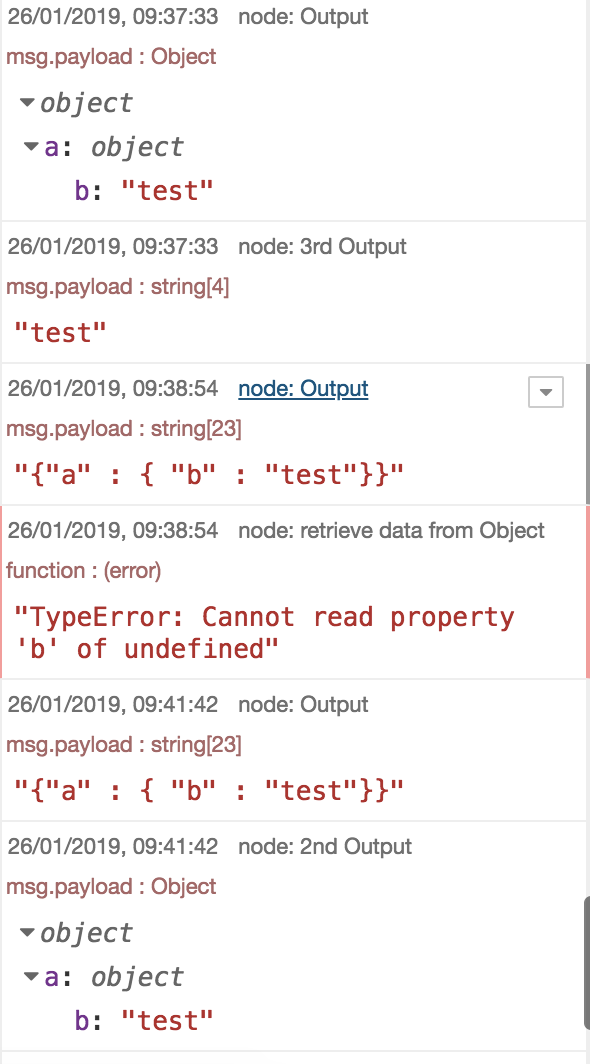 26/01/2019, 09:37:33 node: Output
msg.payload : Object
object
a: object
b: "test"
26/01/2019, 09:37:33 node: 3rd Output
msg.payload : string[4]
"test"
26/01/2019, 09:38:54 node: Output
msg.payload : string[23]
"{"a" : { "b" : "test"}}"
26/01/2019, 09:38:54 node: retrieve data from Object
function : (error)
"TypeError: Cannot read property
'b' of undefined"
26/01/2019, 09:41:42 node: Output
msg.payload : string[23]
"{"a" : { "b" : "test"}}"
26/01/2019, 09:41:42 node: 2nd Output
msg.payload : Object
object
a: object
b: "test"